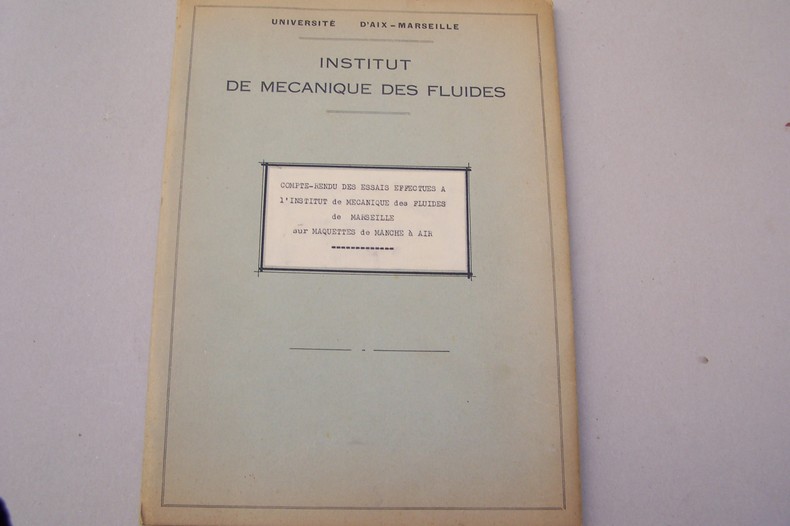 UNIVERSITÉ D'AIX-MARSEILLE
INSTITUT
DE MECANIQUE DES FLUIDES
COMPTE-RENDU DES ESSAIS EFFECTUES A
l'INSTITUT de MECANIQUE des FLUIDES
de MARSEILLE
sur MAQUETTES de MANCHE à AIR